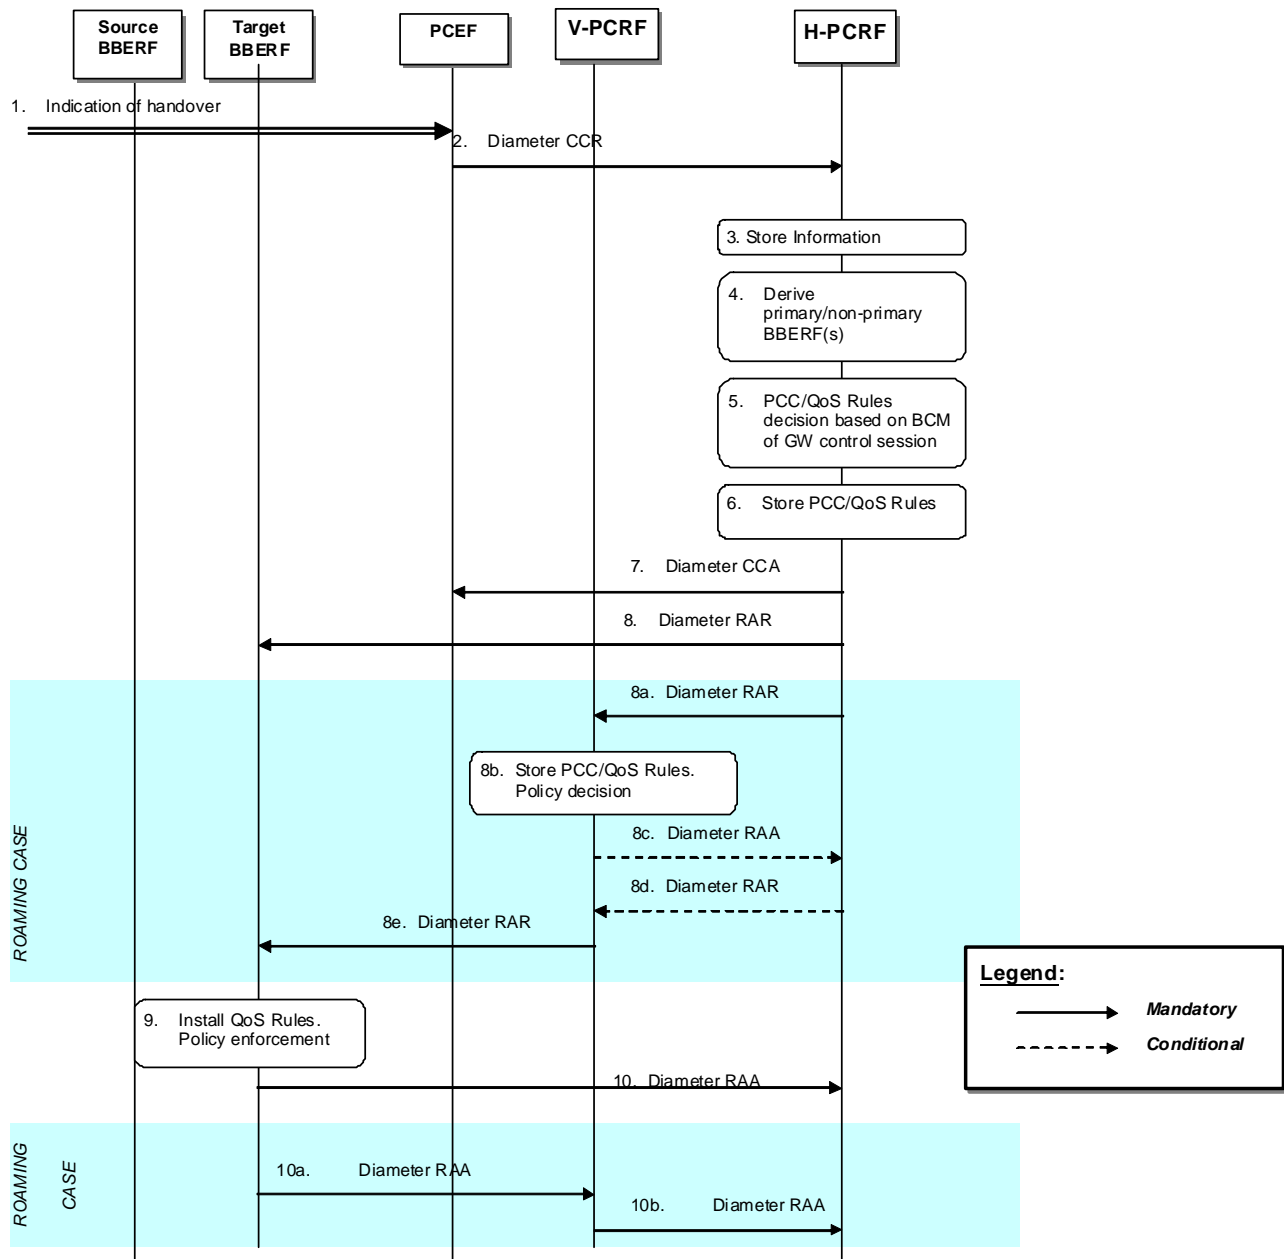 Source
BBERF
Target
BBERF
PCEF
V-PCRF
H-PCRF
1. Indication of handover
2. Diameter CCR
3. Store Information
4. Derive
primary/non-primary
BBERF(s)
5. PCC/QoS Rules
decision based on BCM
of GW control session
6. Store PCC/QoS Rules
7. Diameter CCA
8. Diameter RAR
8a. Diameter RAR
8b. Store PCC/QoS Rules.
Policy decision
8c. Diameter RAA
8d. Diameter RAR
8e. Diameter RAR
ROAMING CASE
Legend:
Mandatory
Conditional
9. Install QoS Rules.
Policy enforcement
10. Diameter RAA
ROAMING
CASE
10a. Diameter RAA
10b. Diameter RAA